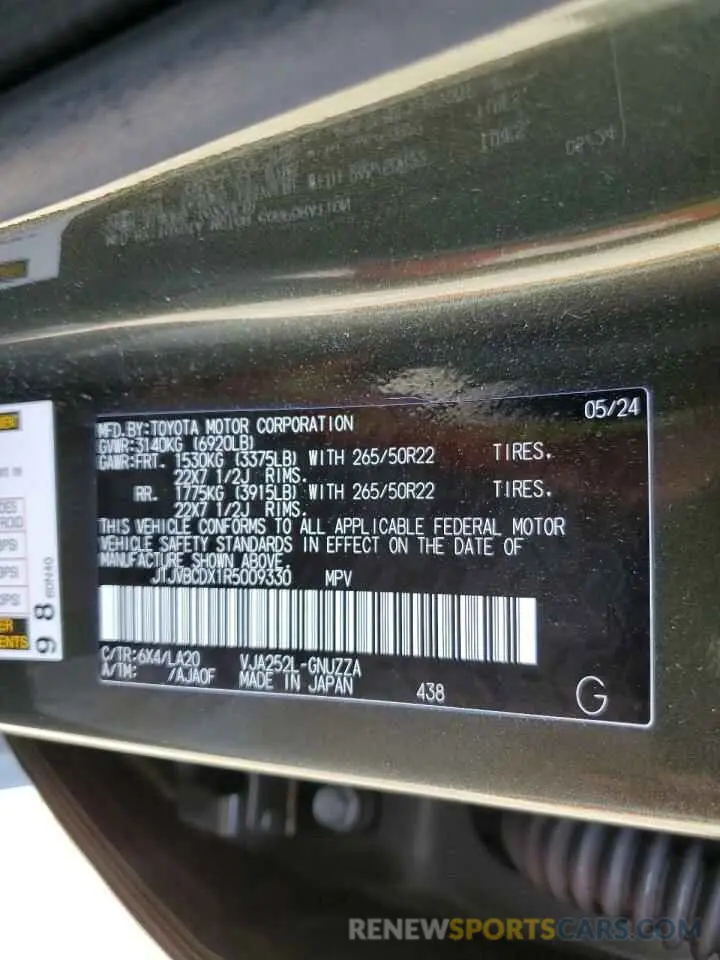 05/24
MFD.BY:TOYOTA MOTOR CORPORATION
GVWR:3140KG (6920LB)
GAWR:FRT. 1530KG (3375LB) WITH 265/50R22 TIRES.
22X7 1/2J RIMS.
RR. 1775KG (3915LB) WITH 265/50R22 TIRES.
22X7 1/2J RIMS.
THIS VEHICLE CONFORMS TO ALL APPLICABLE FEDERAL MOTOR
VEHICLE SAFETY STANDARDS IN EFFECT ON THE DATE OF
MANUFACTURE SHOWN ABOVE.
JTJVBCDX1R5009330 MPV
C/TR:6X4/LA20 VJA252L-GNUZZA
A/TM: /AJA0F MADE IN JAPAN 438 G
98 60N40
RENEWSPORTSCARS.COM